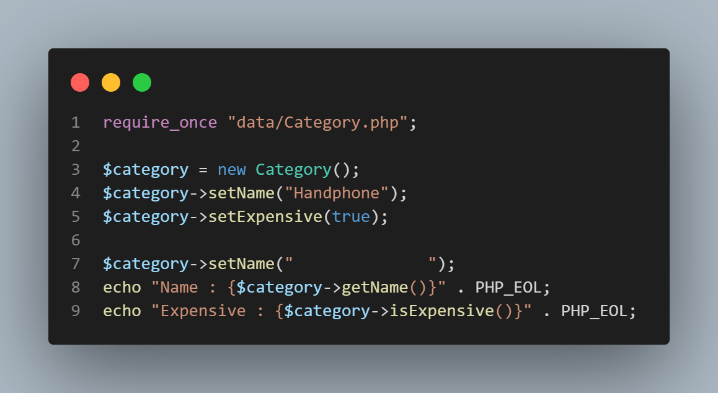 1 require_once "data/Category.php";
2
3 $category = new Category();
4 $category->setName("Handphone");
5 $category->setExpensive(true);
6
7 $category->setName("              ");
8 echo "Name : {$category->getName()}" . PHP_EOL;
9 echo "Expensive : {$category->isExpensive()}" . PHP_EOL;